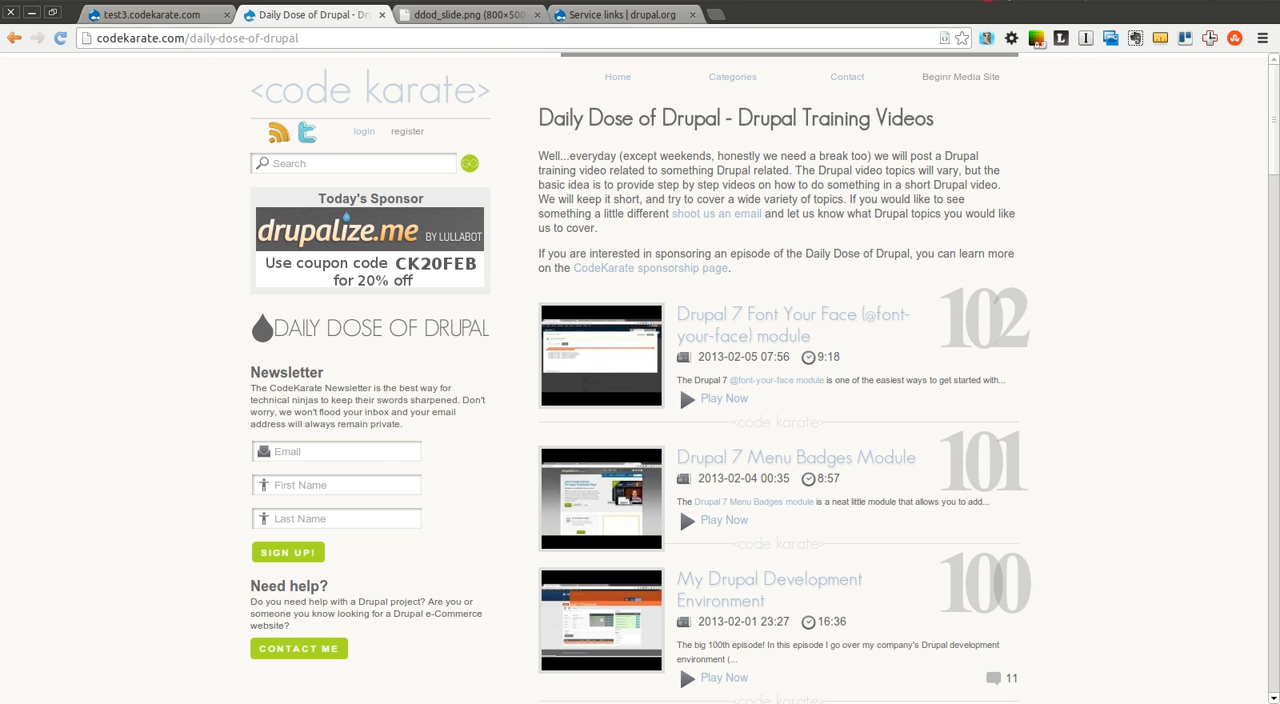 test3.codekarate.com
Daily Dose of Drupal - Dr
ddod_slide.png (800×500
Service links | drupal.org
codekarate.com/daily-dose-of-drupal
<code karate>
login
register
Search
GO
Today's Sponsor
drupalize.me BY LULLABOT
Use coupon code CK20FEB
for 20% off
DAILY DOSE OF DRUPAL
Newsletter
The CodeKarate Newsletter is the best way for
technical ninjas to keep their swords sharpened. Don't
worry, we won't flood your inbox and your email
address will always remain private.
Email
First Name
Last Name
SIGN UP!
Need help?
Do you need help with a Drupal project? Are you or
someone you know looking for a Drupal e-Commerce
website?
CONTACT ME
Home
Categories
Contact
Beginr Media Site
Daily Dose of Drupal - Drupal Training Videos
Well...everyday (except weekends, honestly we need a break too) we will post a Drupal
training video related to something Drupal related. The Drupal video topics will vary, but the
basic idea is to provide step by step videos on how to do something in a short Drupal video.
We will keep it short, and try to cover a wide variety of topics. If you would like to see
something a little different shoot us an email and let us know what Drupal topics you would like
us to cover.
If you are interested in sponsoring an episode of the Daily Dose of Drupal, you can learn more
on the CodeKarate sponsorship page.
Drupal 7 Font Your Face (@font-
your-face) module
102
2013-02-05 07:56 9:18
The Drupal 7 @font-your-face module is one of the easiest ways to get started with...
Play Now
<code karate>
Drupal 7 Menu Badges Module
101
2013-02-04 00:35 8:57
The Drupal 7 Menu Badges module is a neat little module that allows you to add...
Play Now
<code karate>
My Drupal Development
Environment
100
2013-02-01 23:27 16:36
The big 100th episode! In this episode I go over my company's Drupal development
environment (...
Play Now
11
<code karate>